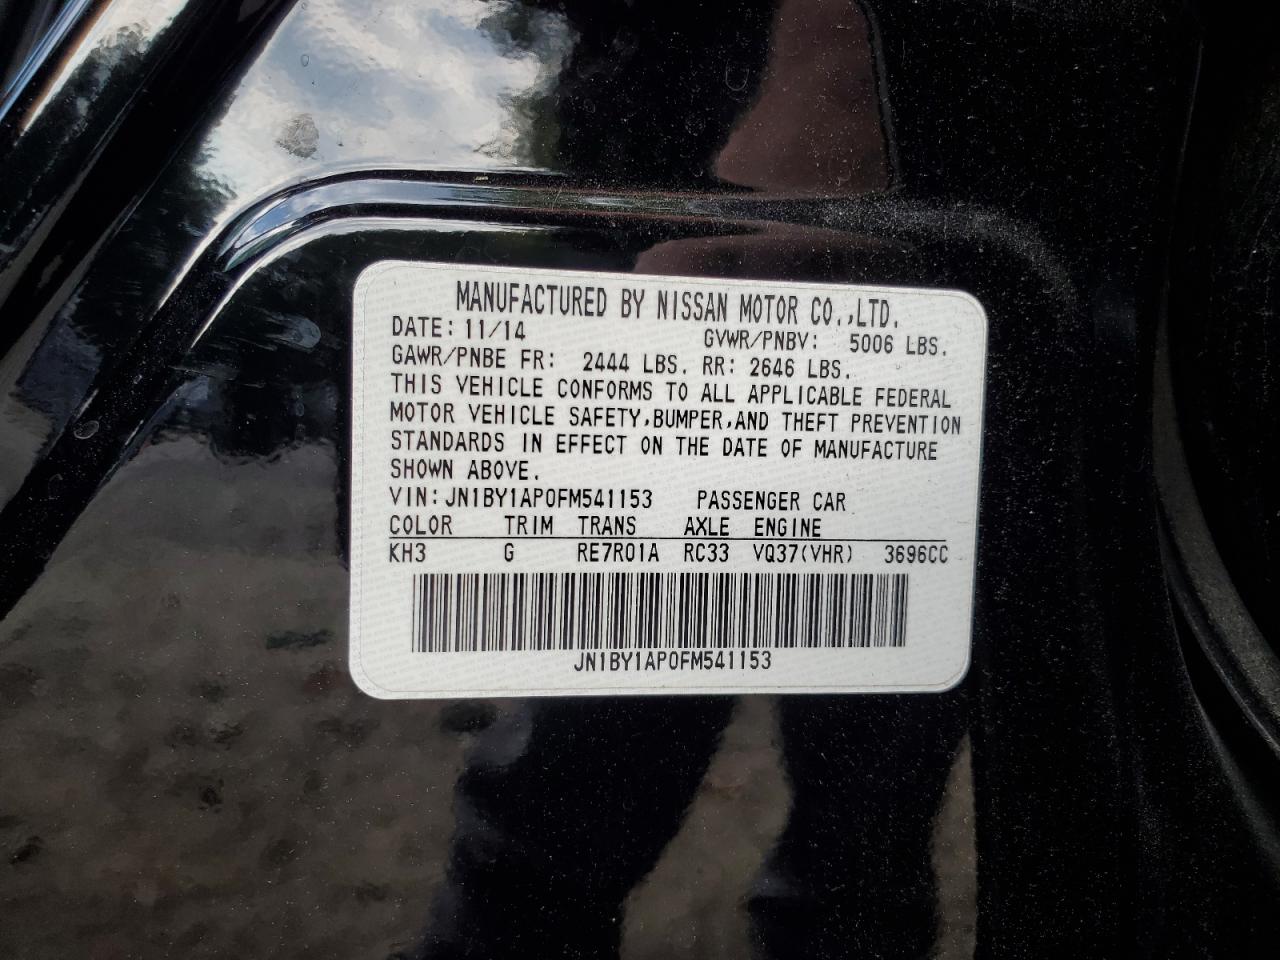 MANUFACTURED BY NISSAN MOTOR CO.,LTD.
DATE: 11/14 GVWR/PNBV: 5006 LBS.
GAWR/PNBE FR: 2444 LBS. RR: 2646 LBS.
THIS VEHICLE CONFORMS TO ALL APPLICABLE FEDERAL
MOTOR VEHICLE SAFETY,BUMPER,AND THEFT PREVENTION
STANDARDS IN EFFECT ON THE DATE OF MANUFACTURE
SHOWN ABOVE.
VIN: JN1BY1AP0FM541153 PASSENGER CAR
COLOR TRIM TRANS AXLE ENGINE
KH3 G RE7R01A RC33 VQ37(VHR) 3696CC
JN1BY1AP0FM541153